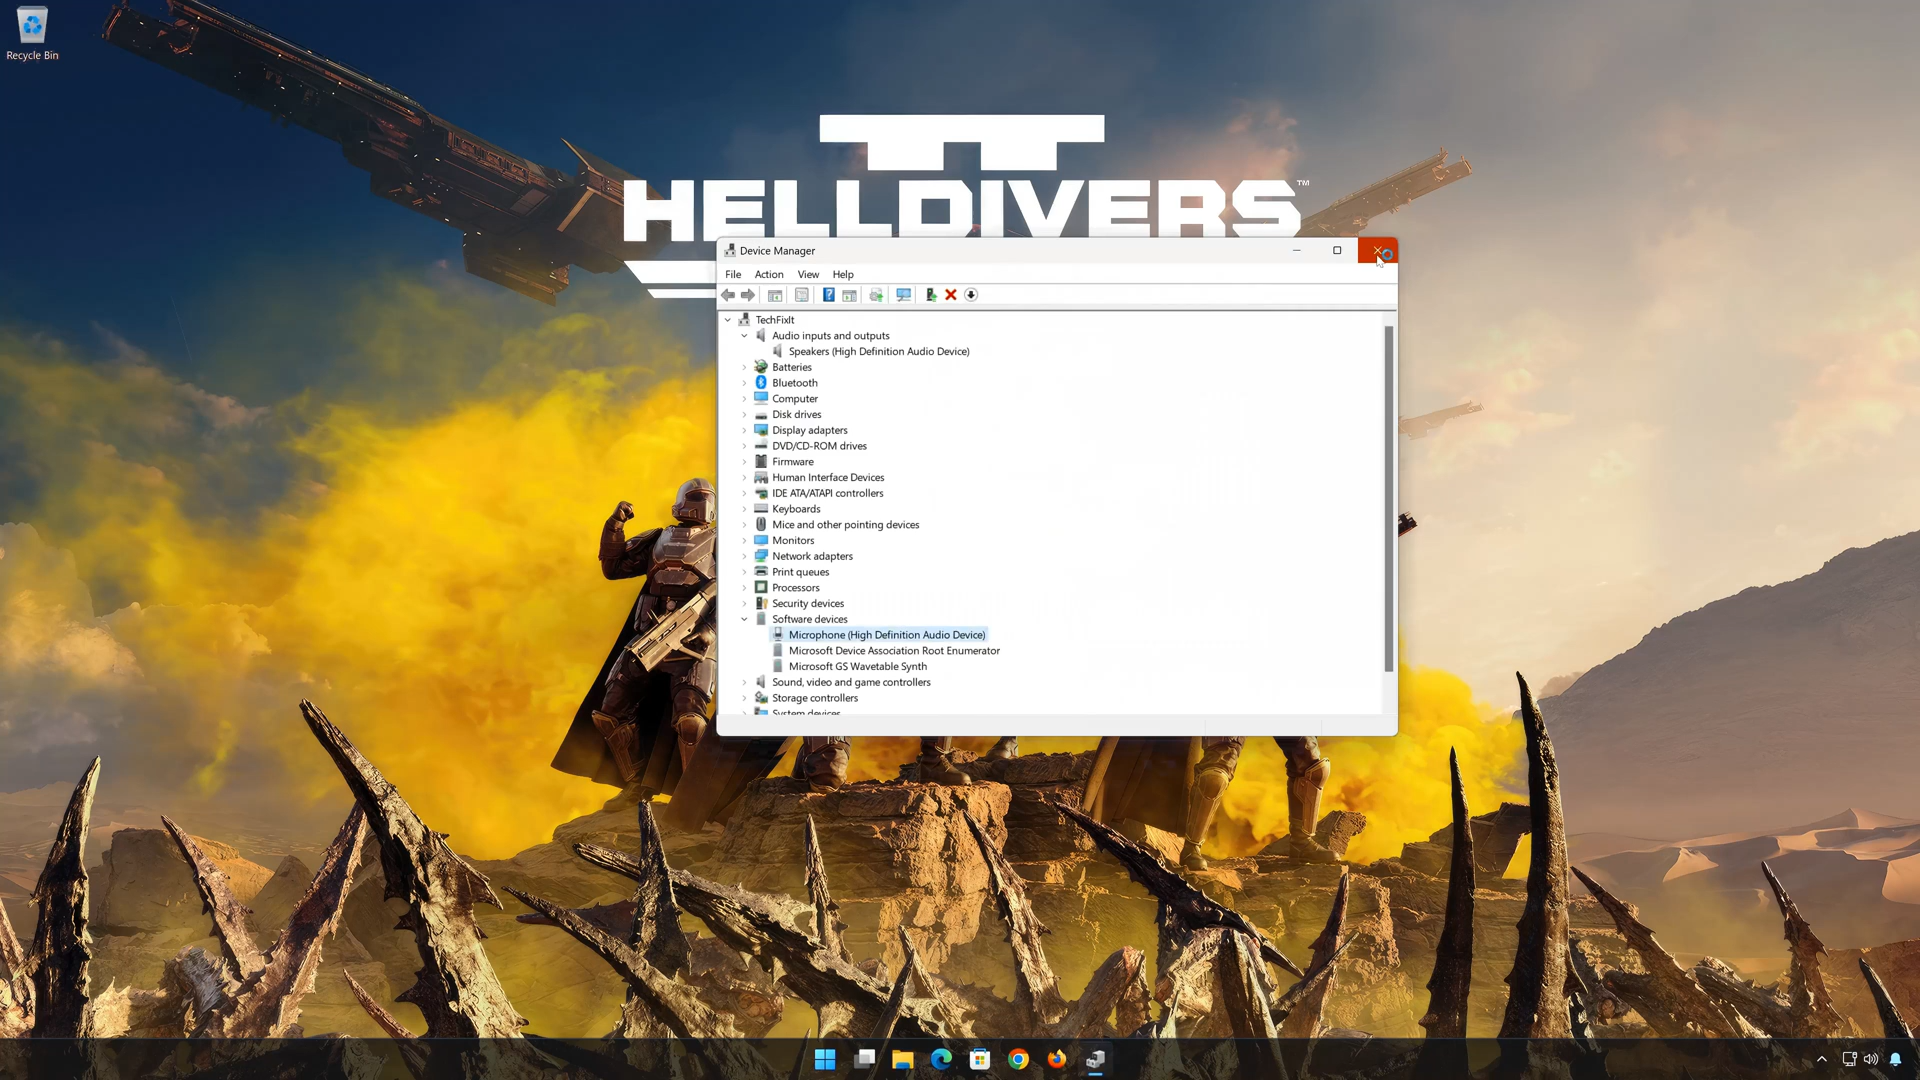 Recycle Bin
HELLDIVERS™
Device Manager
File Action View Help
TechFixIt
Audio inputs and outputs
Speakers (High Definition Audio Device)
Batteries
Bluetooth
Computer
Disk drives
Display adapters
DVD/CD-ROM drives
Firmware
Human Interface Devices
IDE ATA/ATAPI controllers
Keyboards
Mice and other pointing devices
Monitors
Network adapters
Print queues
Processors
Security devices
Software devices
Microphone (High Definition Audio Device)
Microsoft Device Association Root Enumerator
Microsoft GS Wavetable Synth
Sound, video and game controllers
Storage controllers
System devices